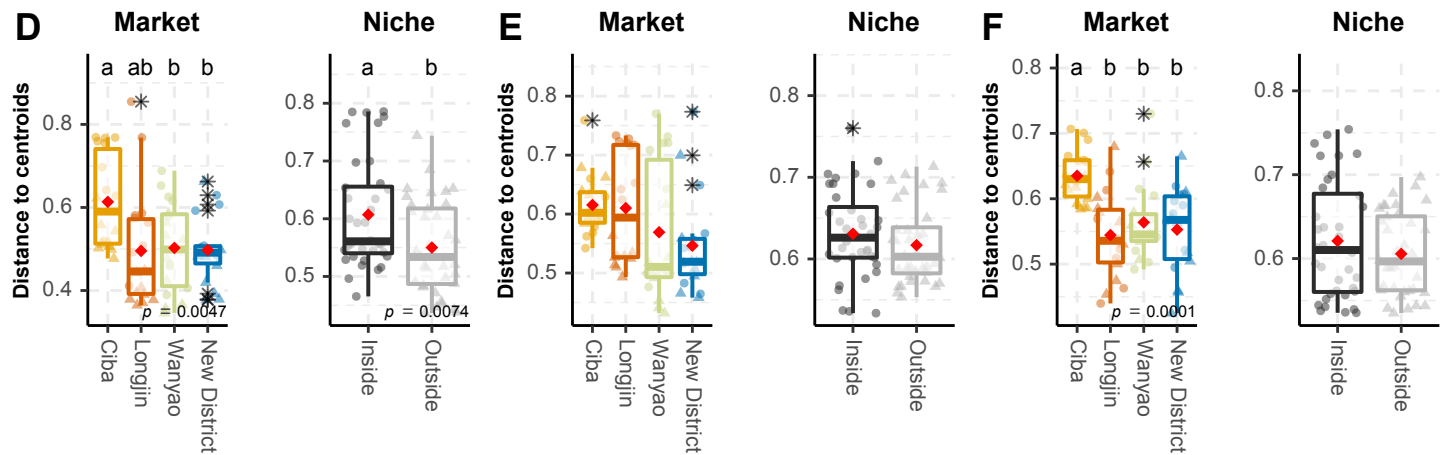 D
Market
Niche
Distance to centroids
a ab b b
0.8
0.6
0.4
p = 0.0047
Ciba
Longjin
Wanyao
New District
a b
0.8
0.7
0.6
0.5
p = 0.0074
Inside
Outside
E
Market
Niche
Distance to centroids
0.8
0.7
0.6
0.5
Ciba
Longjin
Wanyao
New District
0.8
0.7
0.6
Inside
Outside
F
Market
Niche
Distance to centroids
a b b b
0.8
0.7
0.6
0.5
p = 0.0001
Ciba
Longjin
Wanyao
New District
0.8
0.7
0.6
Inside
Outside